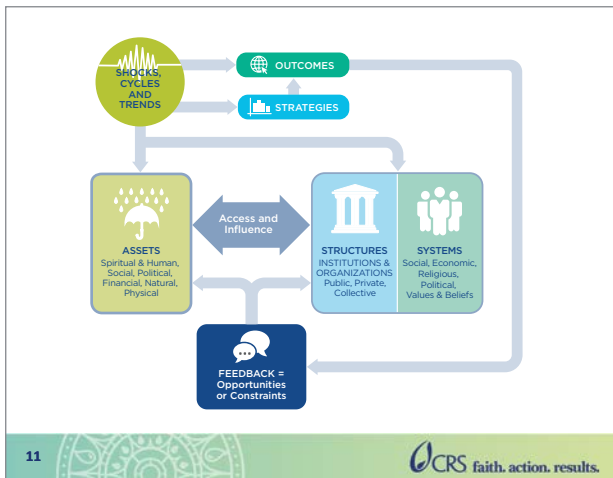 SHOCKS,
CYCLES
AND
TRENDS
OUTCOMES
STRATEGIES
ASSETS
Spiritual & Human,
Social, Political,
Financial, Natural,
Physical
Access and
Influence
STRUCTURES
INSTITUTIONS &
ORGANIZATIONS
Public, Private,
Collective
SYSTEMS
Social, Economic,
Religious,
Political,
Values & Beliefs
FEEDBACK =
Opportunities
or Constraints
11
CRS faith. action. results.